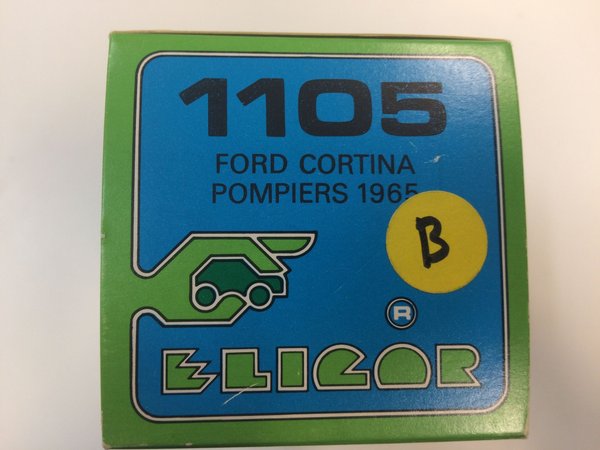 1105
FORD CORTINA
POMPIERS 1965
B
®
ELIGOR